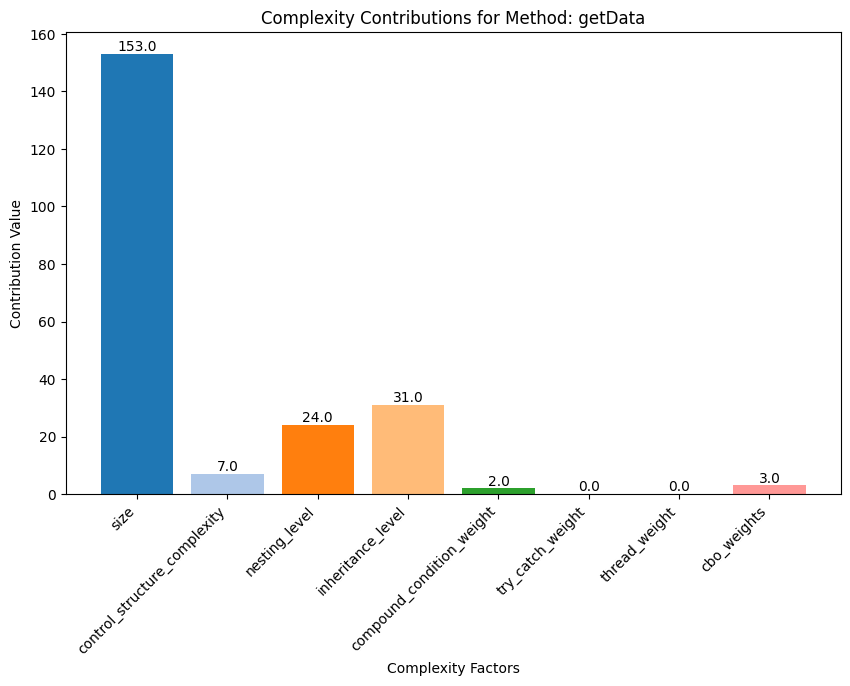 Complexity Contributions for Method: getData
Contribution Value
160
140
120
100
80
60
40
20
0
153.0
7.0
24.0
31.0
2.0
0.0
0.0
3.0
size
control_structure_complexity
nesting_level
inheritance_level
compound_condition_weight
try_catch_weight
thread_weight
cbo_weights
Complexity Factors